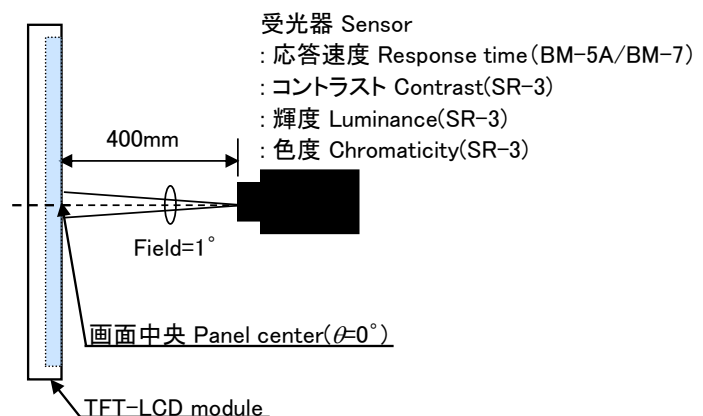 受光器 Sensor
: 応答速度 Response time(BM-5A/BM-7)
: コントラスト Contrast(SR-3)
: 輝度 Luminance(SR-3)
: 色度 Chromaticity(SR-3)
400mm
Field=1°
画面中央 Panel center(θ=0°)
TFT-LCD module